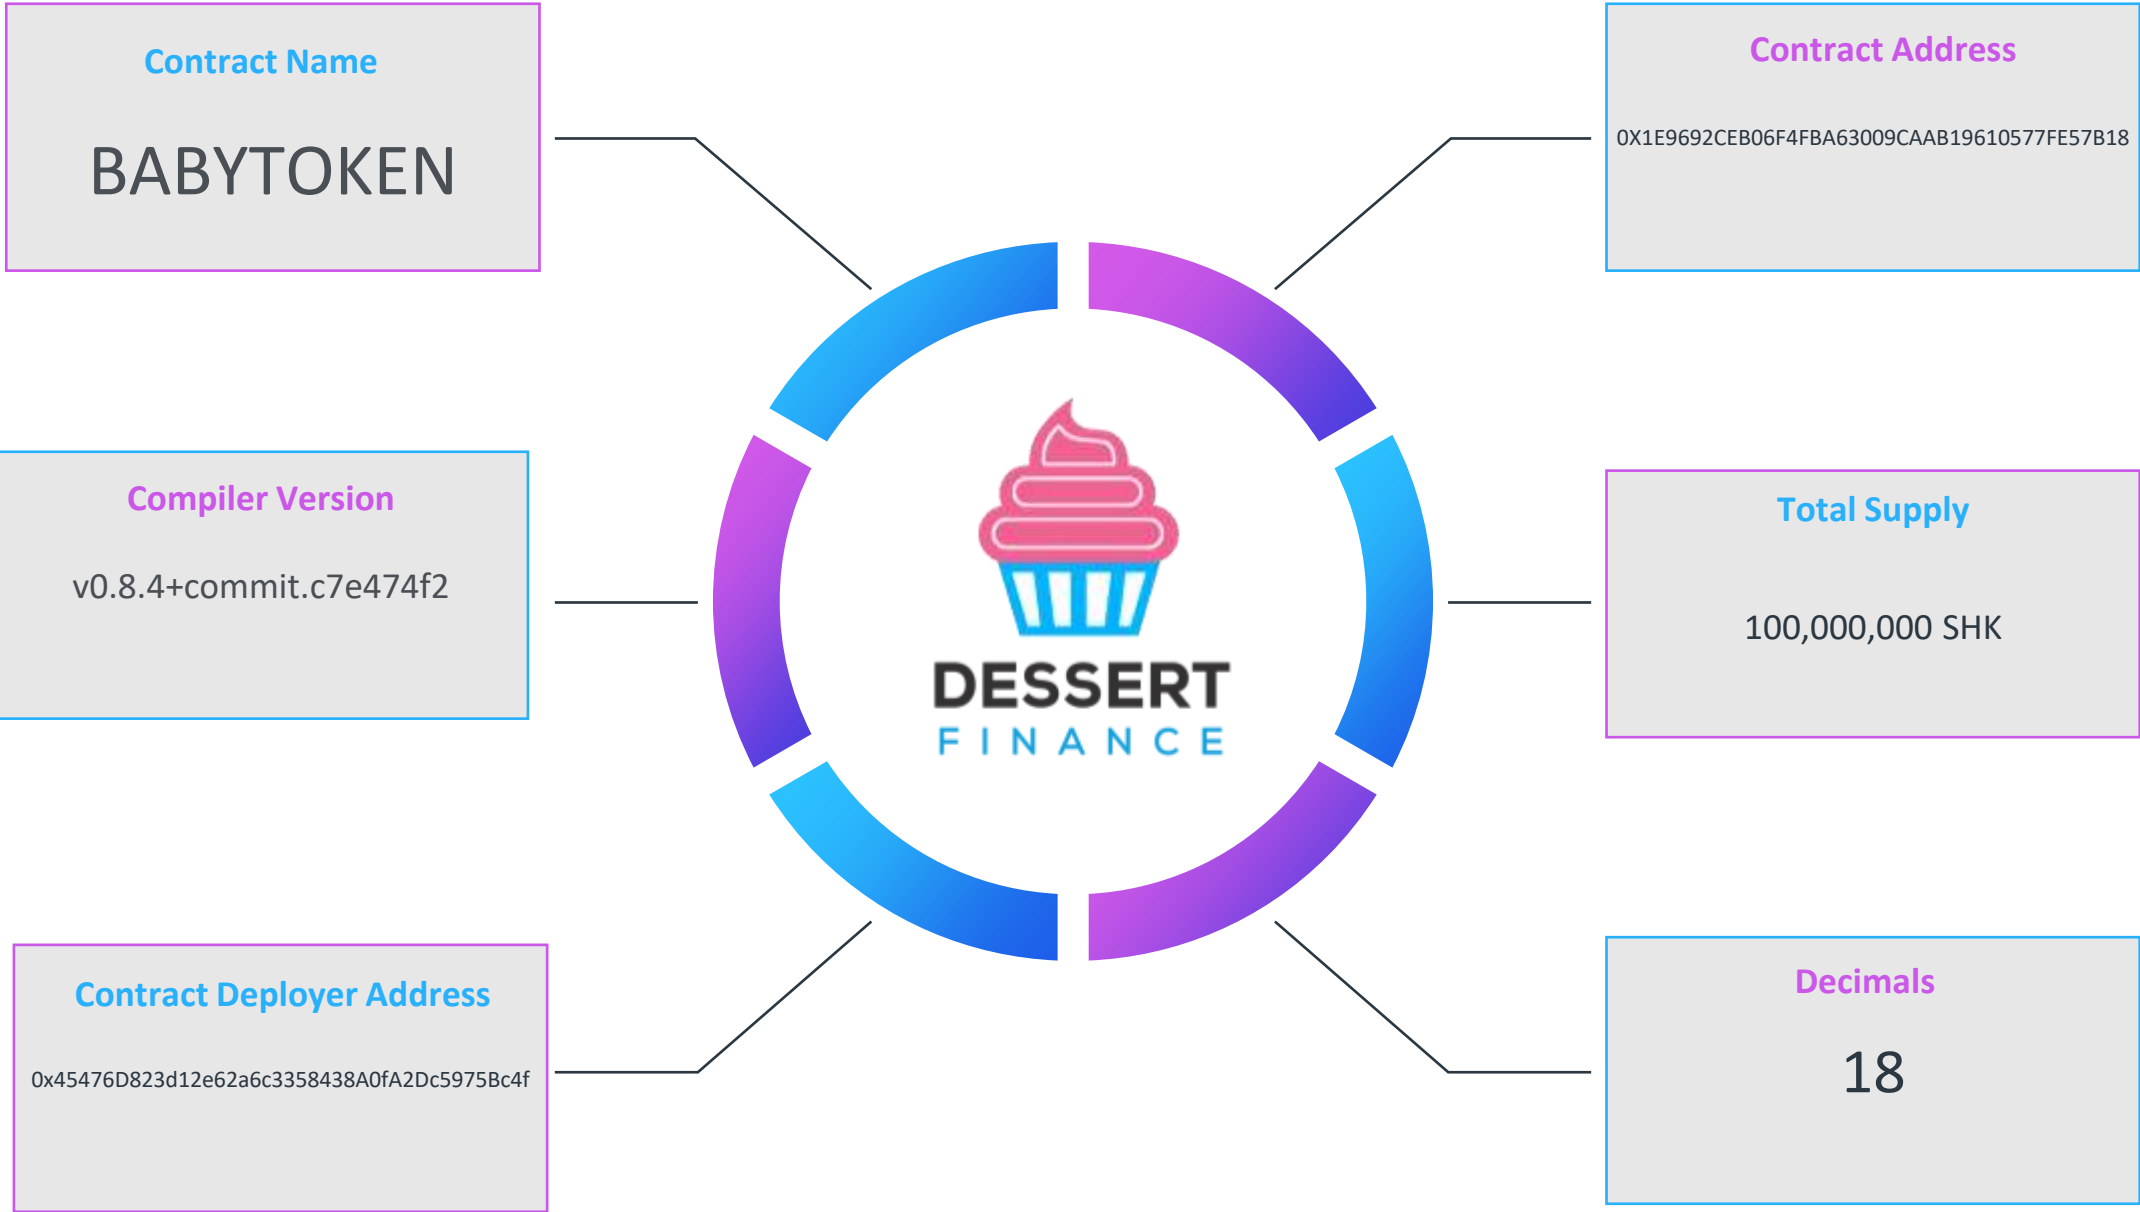 Contract Name
BABYTOKEN
Contract Address
0X1E9692CEB06F4FBA63009CAAB19610577FE57B18
Compiler Version
v0.8.4+commit.c7e474f2
Total Supply
100,000,000 SHK
DESSERT
FINANCE
Contract Deployer Address
0x45476D823d12e62a6c3358438A0fA2Dc5975Bc4f
Decimals
18